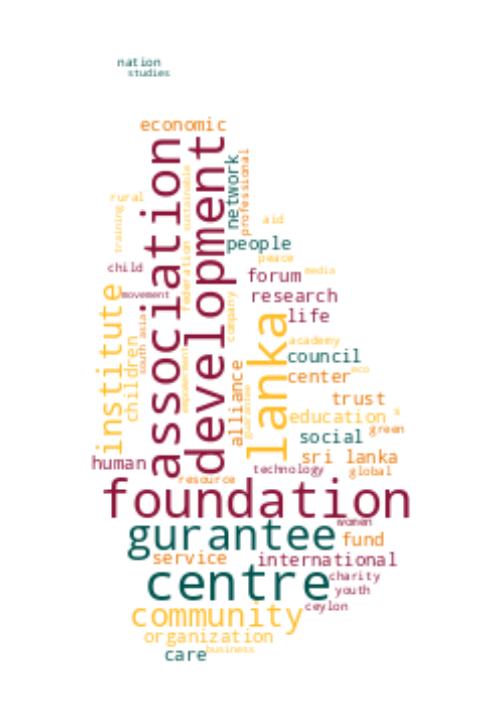 nation
studies
economic
association
development
network
professional
sustainable
rural
training
aid
people
peace
federation
child
forum
media
movement
research
institute
life
company
south asia
lanka
children
academy
council
empowerment
alliance
center
eco
guarantee
trust
education
s
green
social
human
sri lanka
technology
global
resource
foundation
women
gurantee
fund
service
international
centre
charity
youth
community
ceylon
organization
care
business